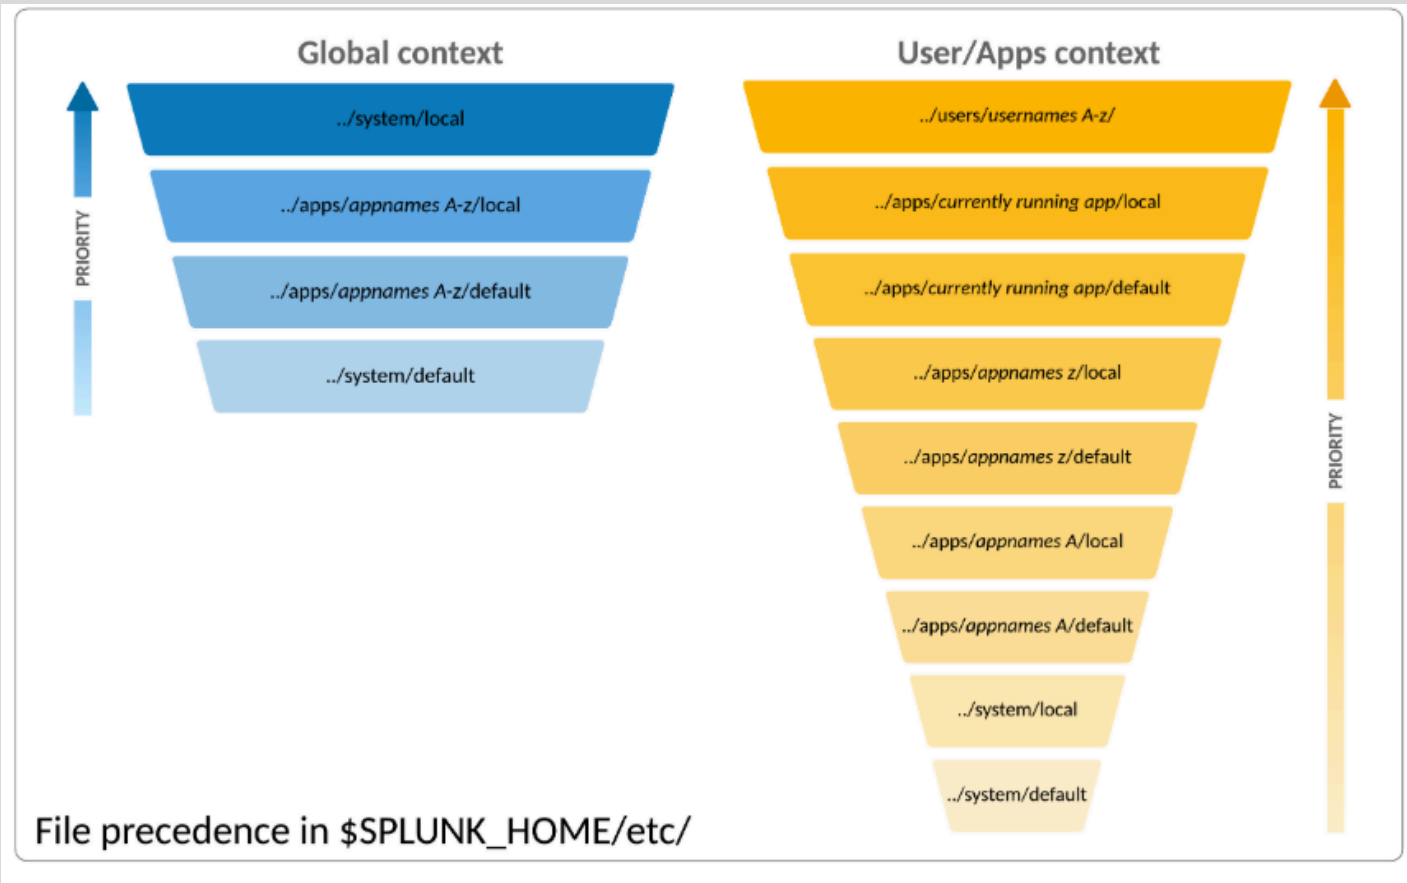 Global context
PRIORITY
../system/local
../apps/appnames A-z/local
../apps/appnames A-z/default
../system/default
User/Apps context
../users/usernames A-z/
../apps/currently running app/local
../apps/currently running app/default
../apps/appnames z/local
../apps/appnames z/default
../apps/appnames A/local
../apps/appnames A/default
../system/local
../system/default
PRIORITY
File precedence in $SPLUNK_HOME/etc/